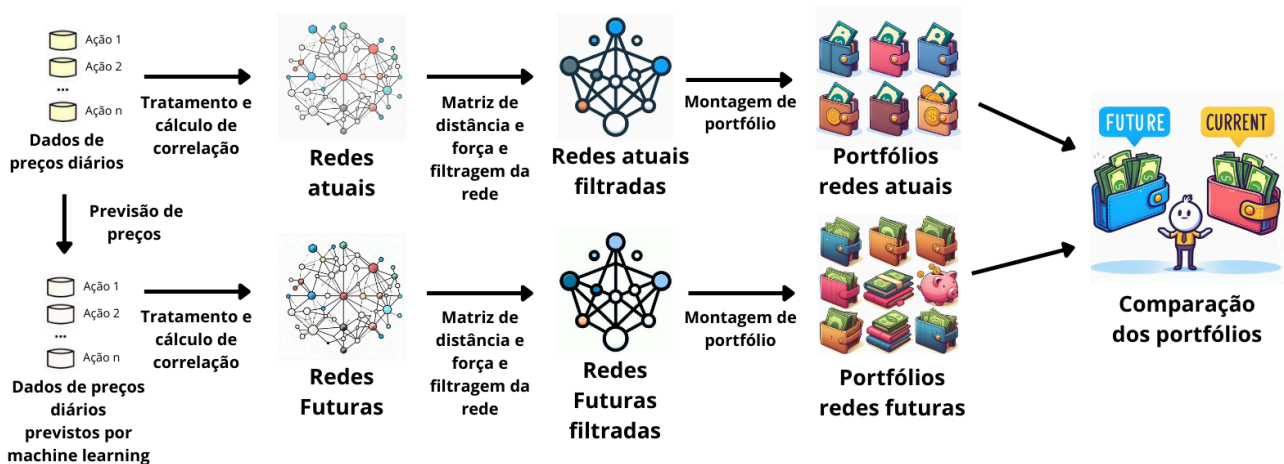 Ação 1
Ação 2
...
Ação n
Dados de
preços diários
Tratamento e
cálculo de
correlação
Redes
atuais
Matriz de
distância e
força e
filtragem da
rede
Redes atuais
filtradas
Montagem de
portfólio
Portfólios
redes atuais
Previsão de
preços
Ação 1
Ação 2
...
Ação n
Dados de preços
diários
previstos por
machine learning
Tratamento e
cálculo de
correlação
Redes
Futuras
Matriz de
distância e
força e
filtragem da
rede
Redes
Futuras
filtradas
Montagem de
portfólio
Portfólios
redes futuras
FUTURE
CURRENT
Comparação
dos portfólios